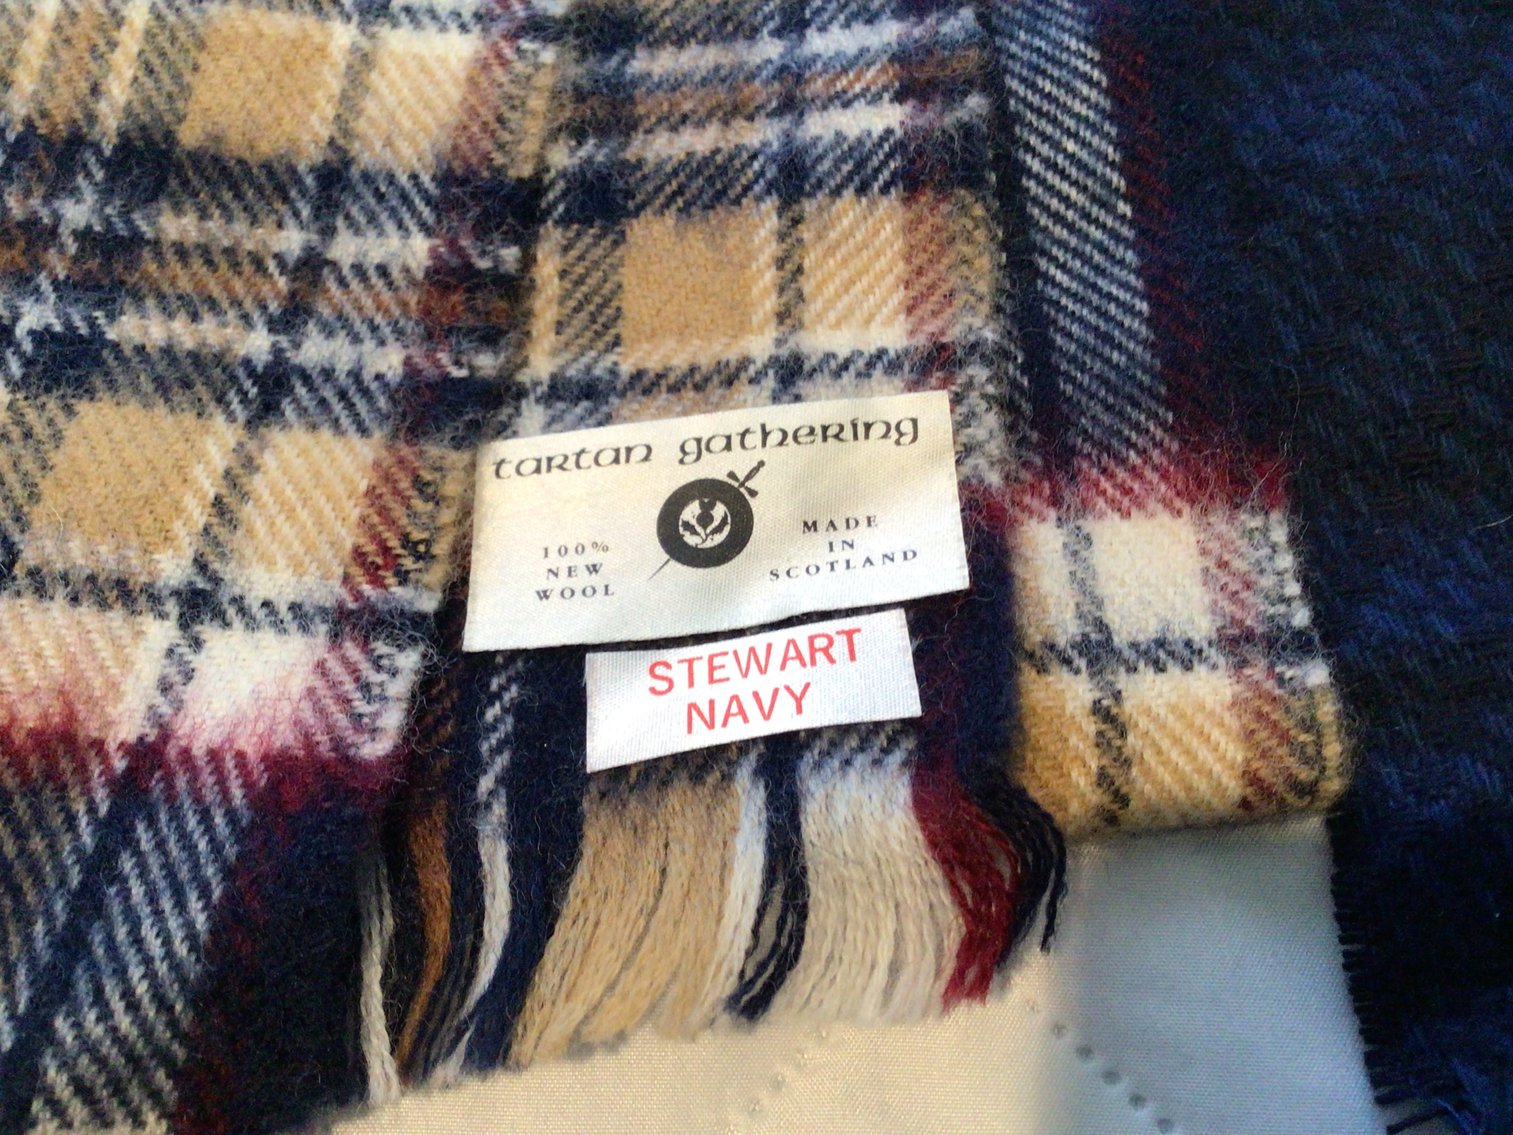 tartan gathering
100%
NEW
WOOL
MADE
IN
SCOTLAND
STEWART
NAVY